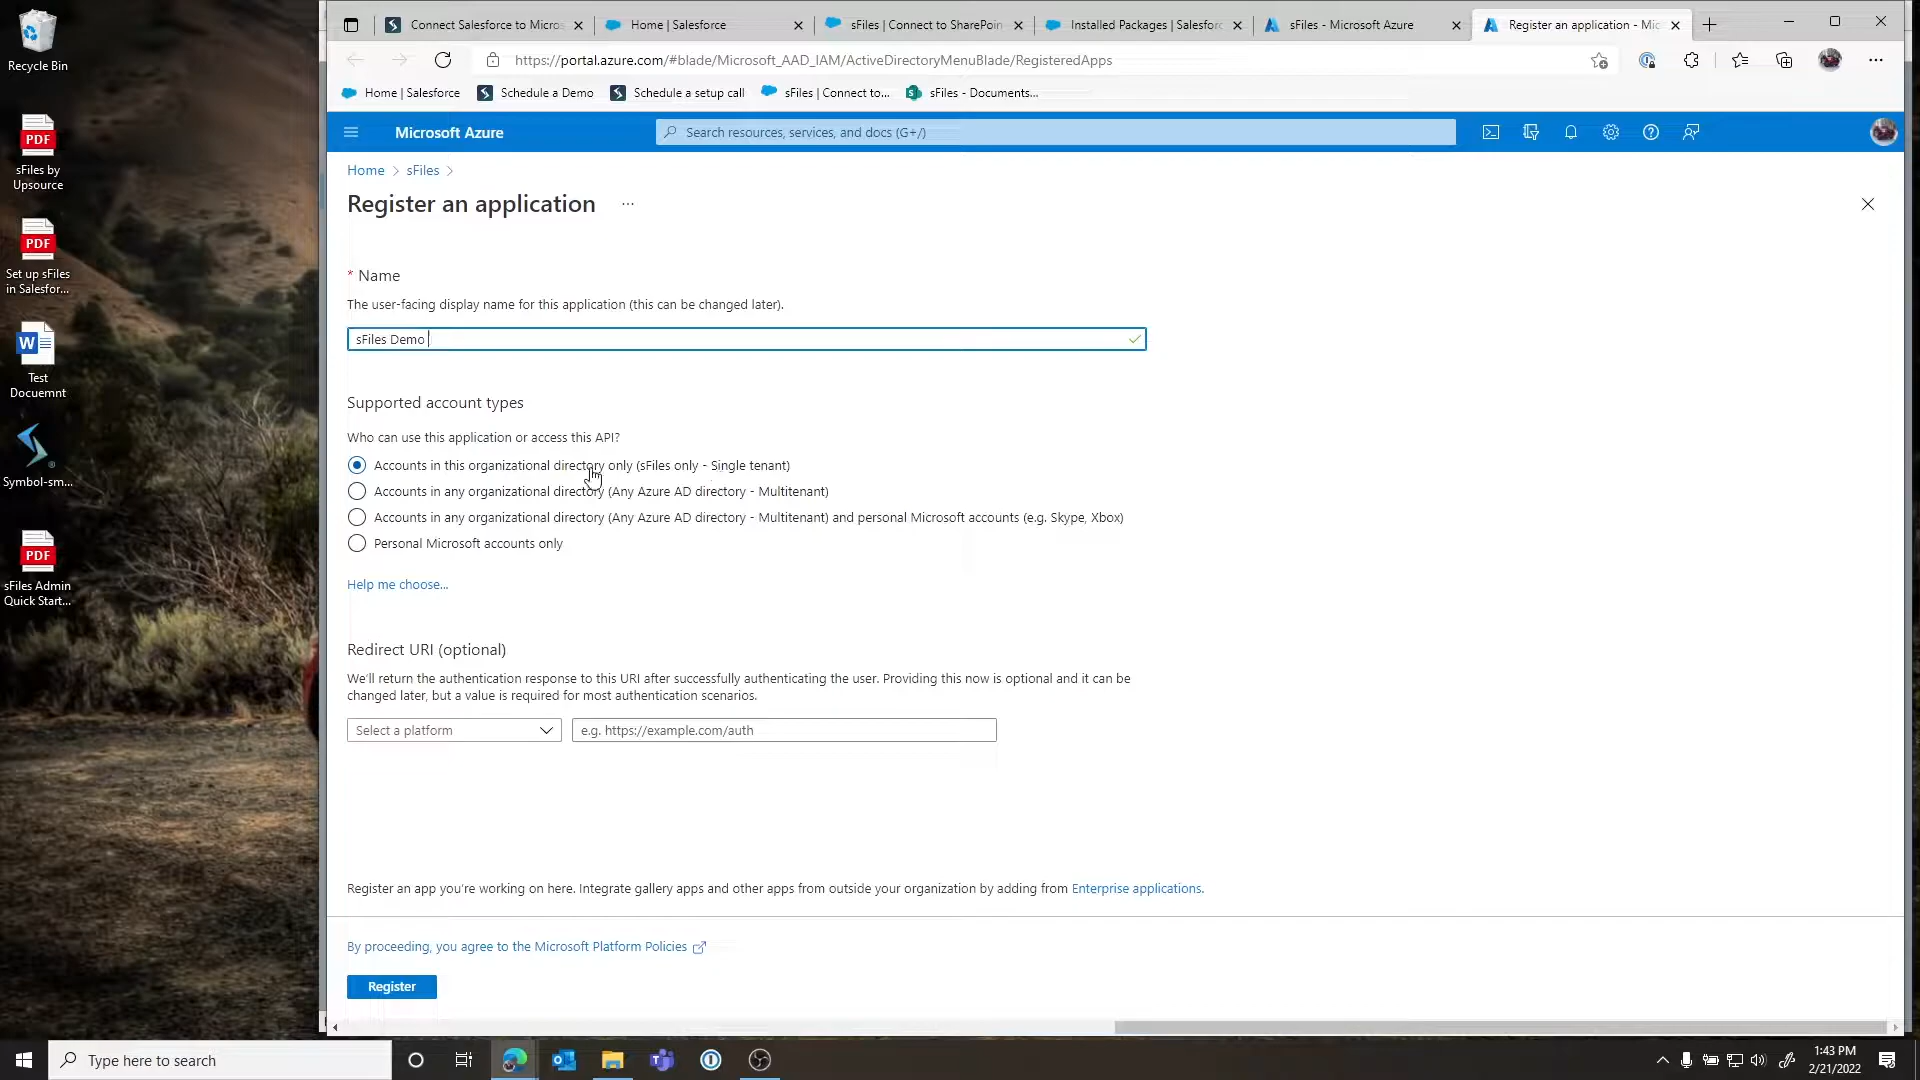 Recycle Bin
PDF
sFiles by
Upsource
PDF
Set up sFiles
in Salesfor...
W
Test
Docuemnt
Symbol-sm...
PDF
sFiles Admin
Quick Start...
Connect Salesforce to Micros
Home | Salesforce
sFiles | Connect to SharePoin
Installed Packages | Salesforc
sFiles - Microsoft Azure
Register an application - Mic
https://portal.azure.com/#blade/Microsoft_AAD_IAM/ActiveDirectoryMenuBlade/RegisteredApps
Home | Salesforce
Schedule a Demo
Schedule a setup call
sFiles | Connect to...
sFiles - Documents...
Microsoft Azure
Search resources, services, and docs (G+/)
Home > sFiles >
Register an application ...
* Name
The user-facing display name for this application (this can be changed later).
sFiles Demo
Supported account types
Who can use this application or access this API?
Accounts in this organizational directory only (sFiles only - Single tenant)
Accounts in any organizational directory (Any Azure AD directory - Multitenant)
Accounts in any organizational directory (Any Azure AD directory - Multitenant) and personal Microsoft accounts (e.g. Skype, Xbox)
Personal Microsoft accounts only
Help me choose...
Redirect URI (optional)
We'll return the authentication response to this URI after successfully authenticating the user. Providing this now is optional and it can be
changed later, but a value is required for most authentication scenarios.
Select a platform
e.g. https://example.com/auth
Register an app you're working on here. Integrate gallery apps and other apps from outside your organization by adding from Enterprise applications.
By proceeding, you agree to the Microsoft Platform Policies
Register
Type here to search
1:43 PM
2/21/2022